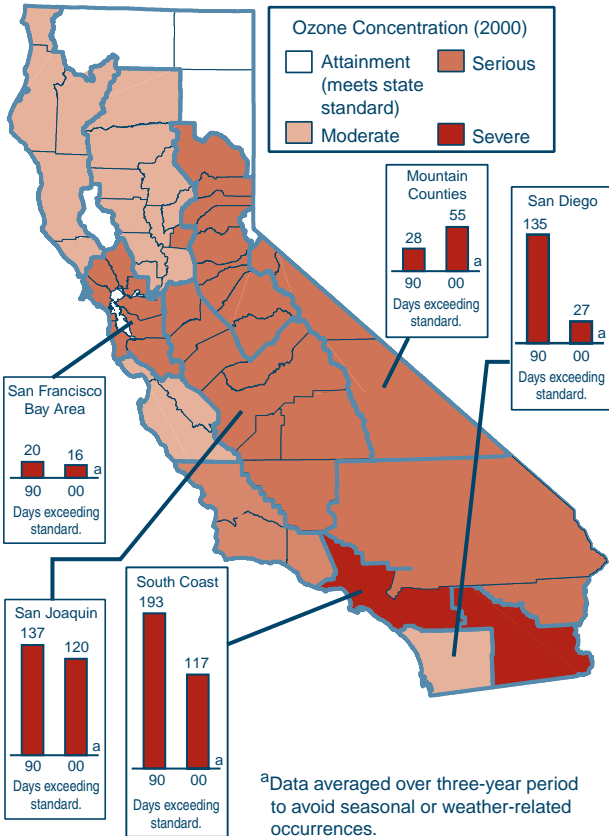 Ozone Concentration (2000)
Attainment
(meets state
standard)
Serious
Moderate
Severe
Mountain
Counties
28
55
a
90
00
Days exceeding
standard.
San Diego
135
27
a
90
00
Days exceeding
standard.
San Francisco
Bay Area
20
16
a
90
00
Days exceeding
standard.
San Joaquin
137
120
a
90
00
Days exceeding
standard.
South Coast
193
117
a
90
00
Days exceeding
standard.
aData averaged over three-year period
to avoid seasonal or weather-related
occurrences.